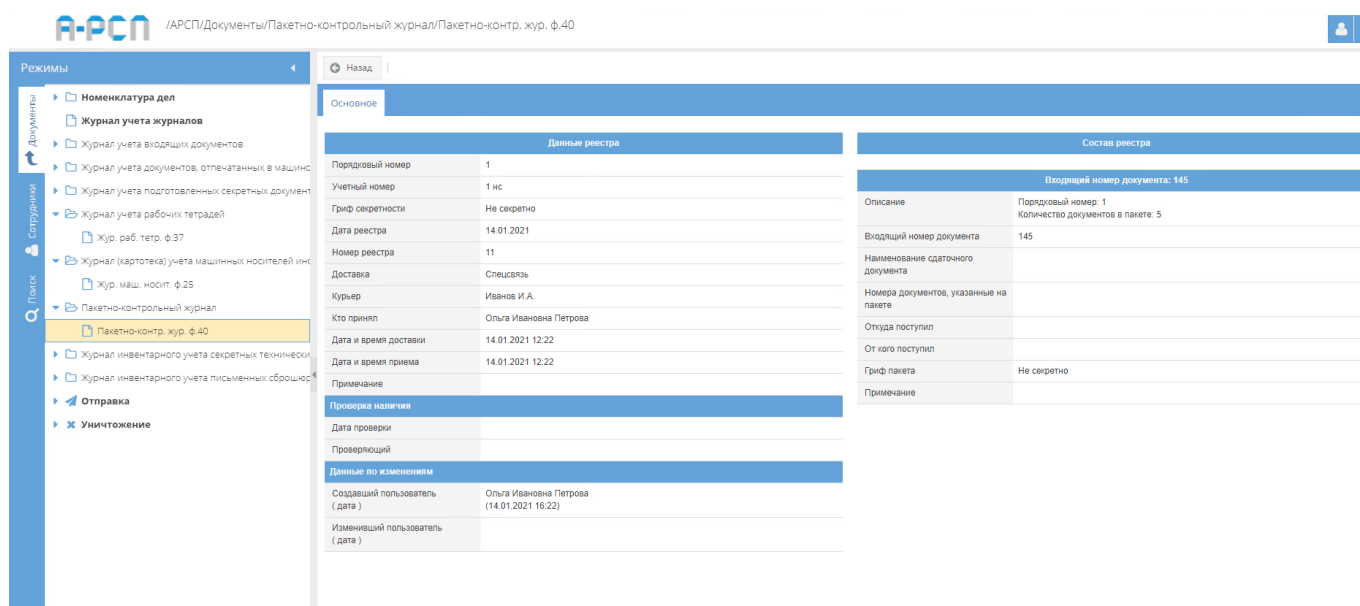 А-РСП
/АРСП/Документы/Пакетно-контрольный журнал/Пакетно-контр. жур. ф.40
Режимы
Документы
Сотрудники
Поиск
Номенклатура дел
Журнал учета журналов
Журнал учета входящих документов
Журнал учета документов, отпечатанных в машинс
Журнал учета подготовленных секретных документ
Журнал учета рабочих тетрадей
Жур. раб. тетр. ф.37
Журнал (картотека) учета машинных носителей инс
Жур. маш. носит. ф.25
Пакетно-контрольный журнал
Пакетно-контр. жур. ф.40
Журнал инвентарного учета секретных технически
Журнал инвентарного учета письменных сброшюр
Отправка
Уничтожение
Назад
Основное
Данные реестра
Порядковый номер 1
Учетный номер 1 нс
Гриф секретности Не секретно
Дата реестра 14.01.2021
Номер реестра 11
Доставка Спецсвязь
Курьер Иванов И.А.
Кто принял Ольга Ивановна Петрова
Дата и время доставки 14.01.2021 12:22
Дата и время приема 14.01.2021 12:22
Примечание
Проверка наличия
Дата проверки
Проверяющий
Данные по изменениям
Создавший пользователь Ольга Ивановна Петрова
( дата ) (14.01.2021 16:22)
Изменивший пользователь
( дата )
Состав реестра
Входящий номер документа: 145
Описание Порядковый номер: 1
Количество документов в пакете: 5
Входящий номер документа 145
Наименование сдаточного
документа
Номера документов, указанные на
пакете
Откуда поступил
От кого поступил
Гриф пакета Не секретно
Примечание